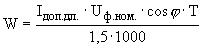 W = I доп.дл. · U ф.ном. · cos φ · T
1,5 · 1000